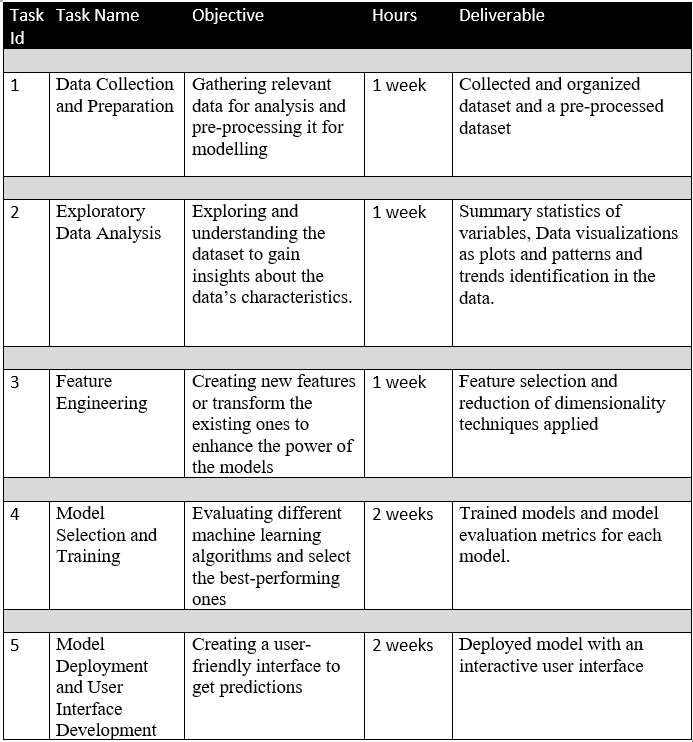 Task Id Task Name Objective Hours Deliverable
1 Data Collection and Preparation Gathering relevant data for analysis and pre-processing it for modelling 1 week Collected and organized dataset and a pre-processed dataset
2 Exploratory Data Analysis Exploring and understanding the dataset to gain insights about the data’s characteristics. 1 week Summary statistics of variables, Data visualizations as plots and patterns and trends identification in the data.
3 Feature Engineering Creating new features or transform the existing ones to enhance the power of the models 1 week Feature selection and reduction of dimensionality techniques applied
4 Model Selection and Training Evaluating different machine learning algorithms and select the best-performing ones 2 weeks Trained models and model evaluation metrics for each model.
5 Model Deployment and User Interface Development Creating a user-friendly interface to get predictions 2 weeks Deployed model with an interactive user interface